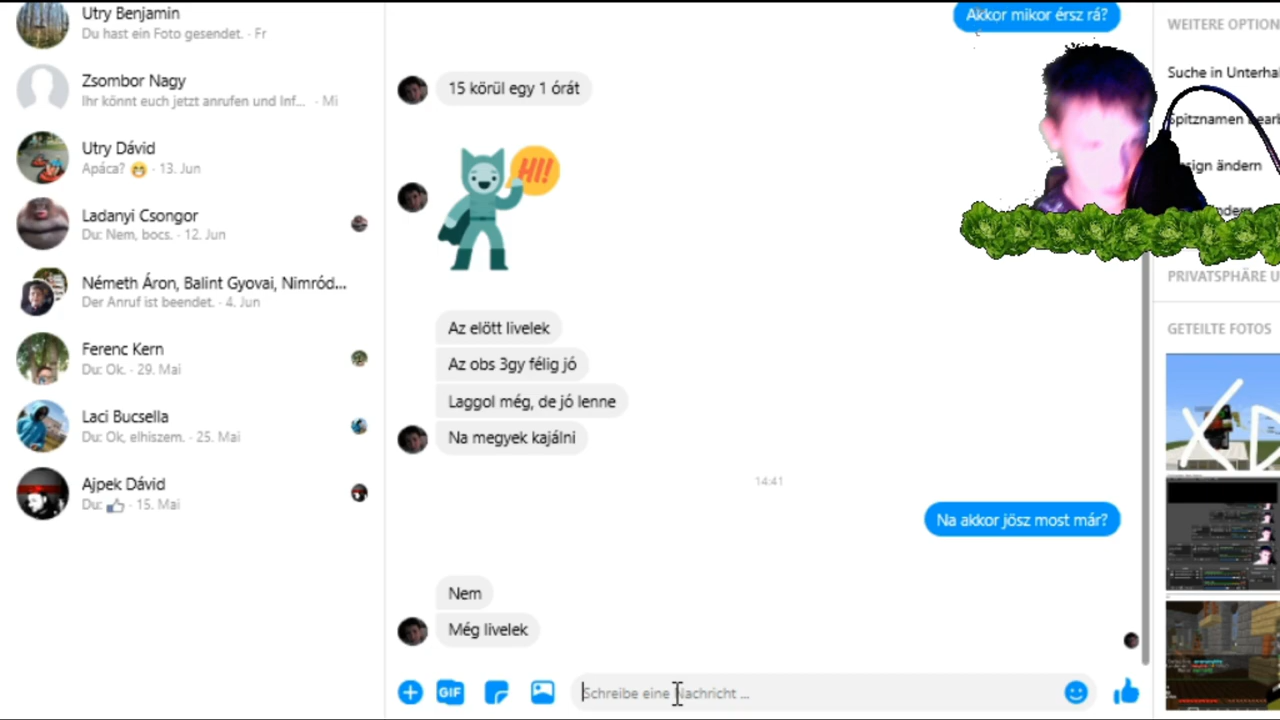 Utry Benjamin
Du hast ein Foto gesendet. · Fr
Zsombor Nagy
Ihr könnt euch jetzt anrufen und Inf... · Mi
Utry Dávid
Apáca? 😁 · 13. Jun
Ladanyi Csongor
Du: Nem, bocs. · 12. Jun
Németh Áron, Balint Gyovai, Nimród...
Der Anruf ist beendet. · 4. Jun
Ferenc Kern
Du: Ok. · 29. Mai
Laci Bucsella
Du: Ok, elhiszem. · 25. Mai
Ajpek Dávid
Du: 👍 · 15. Mai
Akkor mikor érsz rá?
15 körül egy 1 órát
HI!
Az elött livelek
Az obs 3gy félig jó
Laggol még, de jó lenne
Na megyek kajálni
14:41
Na akkor jösz most már?
Nem
Még livelek
GIF
Schreibe eine Nachricht ...
WEITERE OPTION
Suche in Unterha
Spitznamen
sign ändern
PRIVATSPHÄRE U
GETEILTE FOTOS
XD